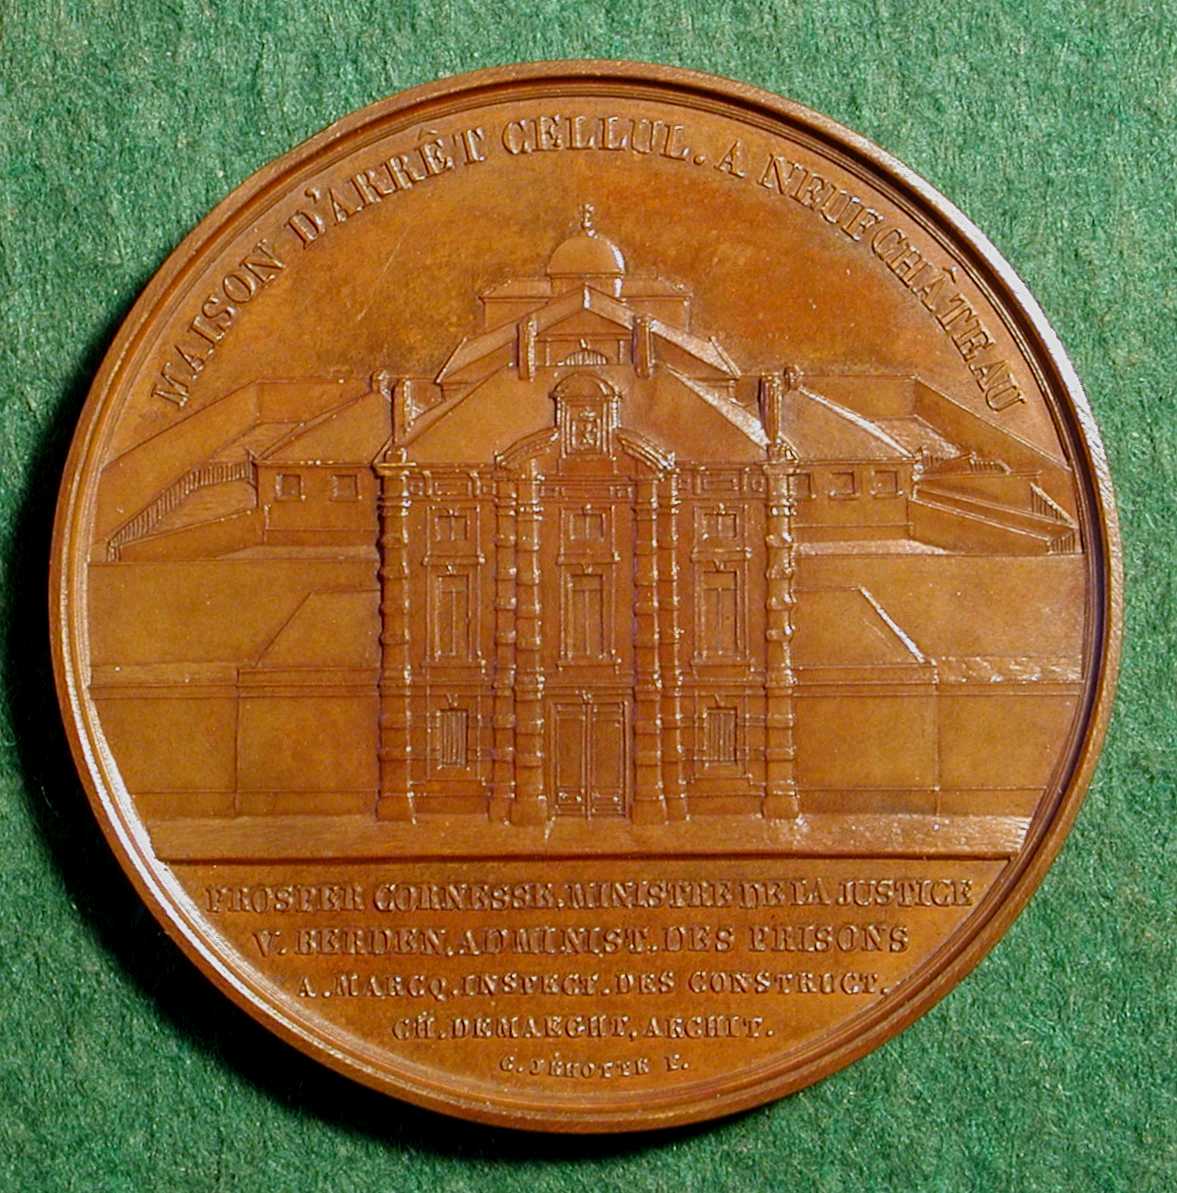 MAISON D'ARRÊT CELLUL. A NEUFCHÂTEAU
PROSPER CORNESSE. MINISTRE DE LA JUSTICE
V. BERDEN. ADMINIST. DES PRISONS
A. MARCQ. INSPECT. DES CONSTRUCT.
CH. DEMAEGHT, ARCHIT.
C. JÉHOTTE F.